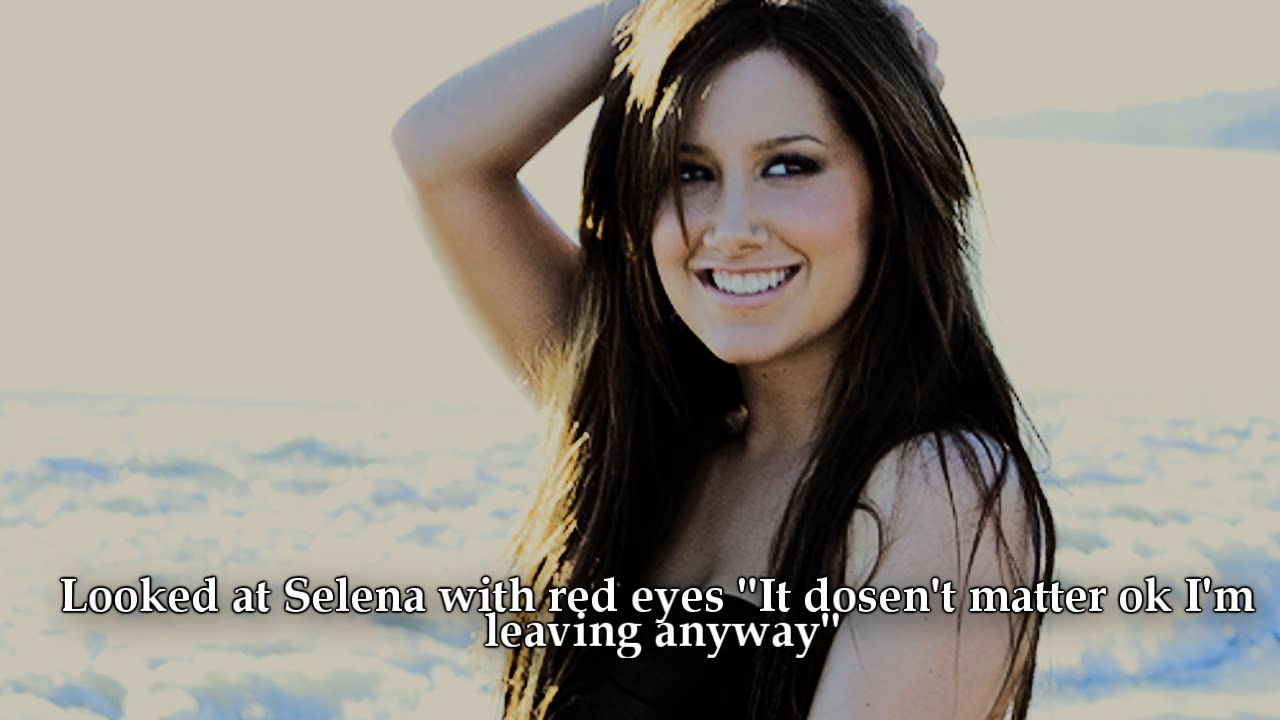 Looked at Selena with red eyes "It dosen't matter ok I'm
leaving anyway"